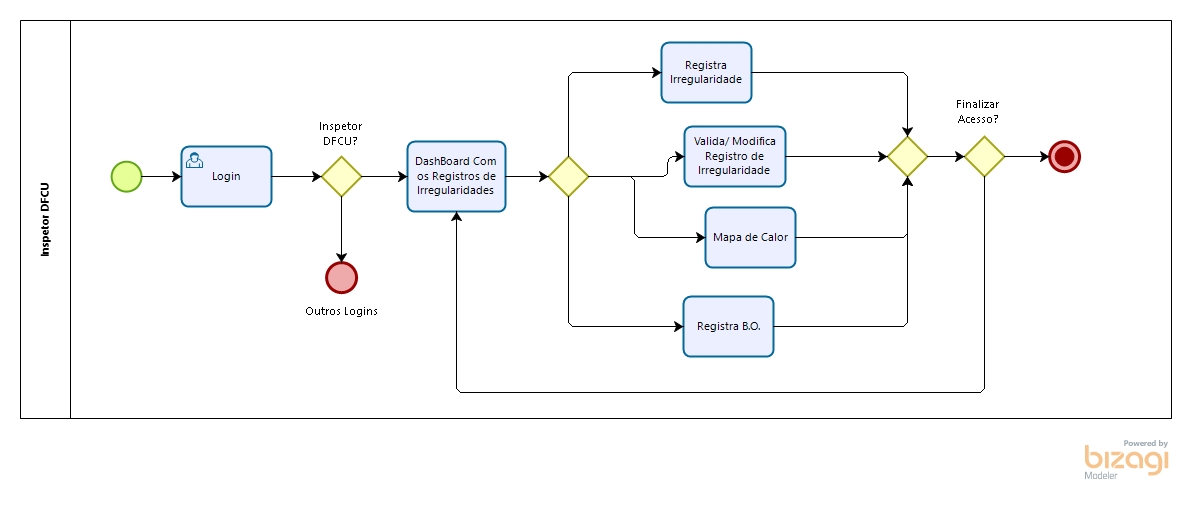 Inspetor DFCU
Login
Inspetor
DFCU?
Outros Logins
DashBoard Com
os Registros de
Irregularidades
Registra
Irregularidade
Valida/ Modifica
Registro de
Irregularidade
Mapa de Calor
Registra B.O.
Finalizar
Acesso?
Powered by
bizagi
Modeler